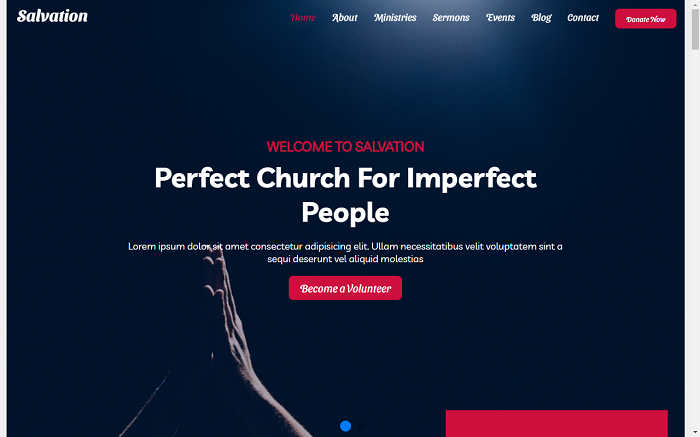 Salvation
Home About Ministries Sermons Events Blog Contact Donate Now
WELCOME TO SALVATION
Perfect Church For Imperfect
People
Lorem ipsum dolor sit amet consectetur adipisicing elit. Ullam necessitatibus velit voluptatem sint a
sequi deserunt vel aliquid molestias
Become a Volunteer